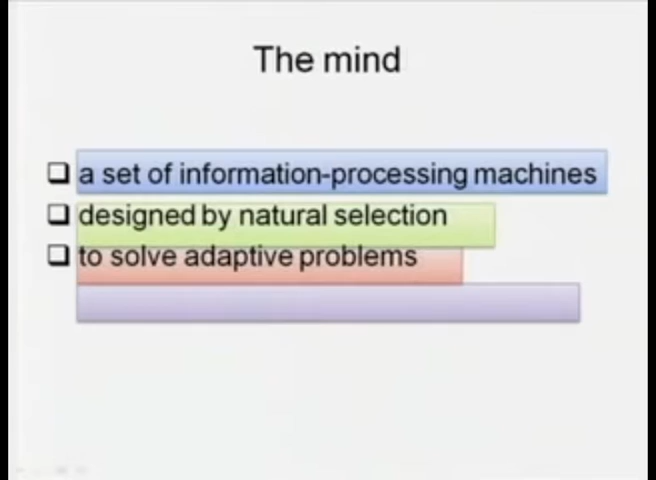 The mind
a set of information-processing machines
designed by natural selection
to solve adaptive problems